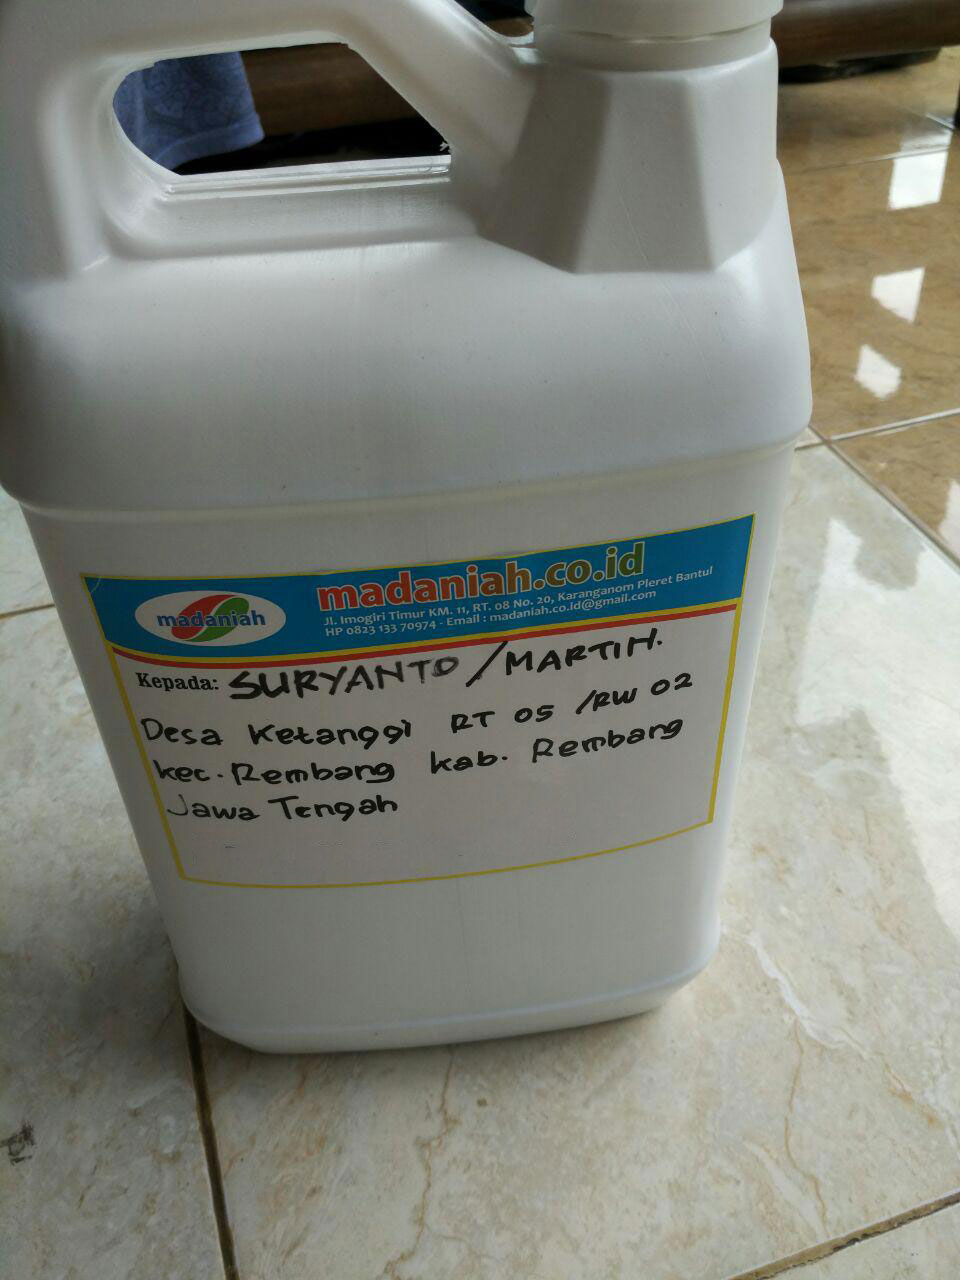 madaniah
madaniah.co.id
Jl. Imogiri Timur KM. 11, RT. 08 No. 20, Karanganom Pleret Bantul
HP 0823 133 70974 - Email : madaniah.co.id@gmail.com
Kepada: SURYANTO / MARTIH.
Desa Ketanggi RT 05 /RW 02
kec. Rembang kab. Rembang
Jawa Tengah